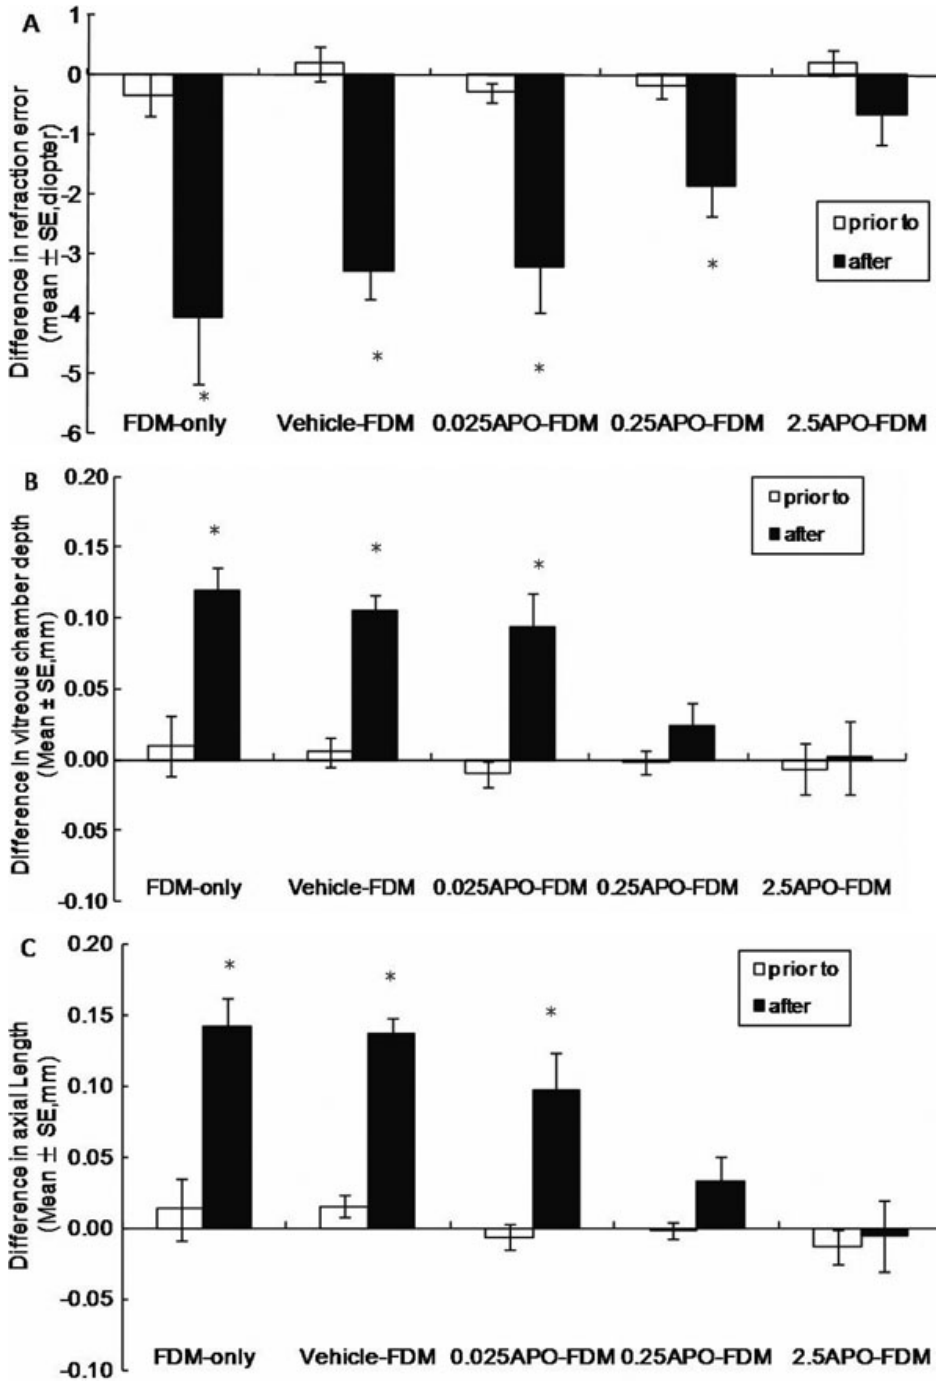 A
Difference in refraction error
(mean ± SE,diopter)
1
0
-1
-2
-3
-4
-5
-6
prior to
after
*
*
*
*
FDM-only Vehicle-FDM 0.025APO-FDM 0.25APO-FDM 2.5APO-FDM
B
Difference in vitreous chamber depth
(Mean ± SE,mm)
0.20
0.15
0.10
0.05
0.00
-0.05
-0.10
prior to
after
*
*
*
FDM-only Vehicle-FDM 0.025APO-FDM 0.25APO-FDM 2.5APO-FDM
C
Difference in axial Length
(Mean ± SE,mm)
0.20
0.15
0.10
0.05
0.00
-0.05
-0.10
prior to
after
*
*
*
FDM-only Vehicle-FDM 0.025APO-FDM 0.25APO-FDM 2.5APO-FDM